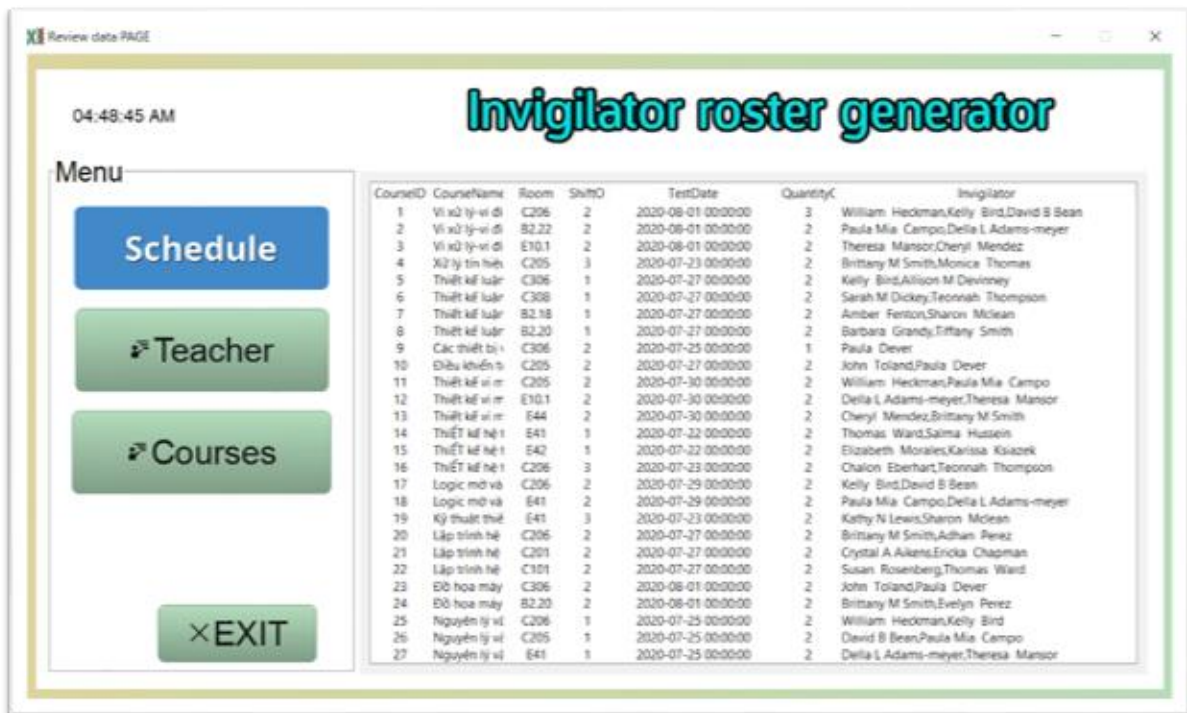 Review data PAGE
04:48:45 AM
Invigilator roster generator
Menu
Schedule
Teacher
Courses
×EXIT
CourseID CourseName Room ShiftO TestDate QuantityC Invigilator
1 Vi xử lý-vi đi C206 2 2020-08-01 00:00:00 3 William Heckman,Kelly Bird,David B Bean
2 Vi xử lý-vi đi B2.22 2 2020-08-01 00:00:00 2 Paula Mia Campo,Della L Adams-meyer
3 Vi xử lý-vi đi E10.1 2 2020-08-01 00:00:00 2 Theresa Mansor,Cheryl Mendez
4 Xử lý tín hiệu C205 3 2020-07-23 00:00:00 2 Brittany M Smith,Monica Thomas
5 Thiết kế luận C306 1 2020-07-27 00:00:00 2 Kelly Bird,Allison M Devinney
6 Thiết kế luận C308 1 2020-07-27 00:00:00 2 Sarah M Dickey,Teonnah Thompson
7 Thiết kế luận B2.18 1 2020-07-27 00:00:00 2 Amber Fenton,Sharon Mclean
8 Thiết kế luận B2.20 1 2020-07-27 00:00:00 2 Barbara Grandy,Tiffany Smith
9 Các thiết bị C306 2 2020-07-25 00:00:00 1 Paula Dever
10 Điều khiển C205 2 2020-07-27 00:00:00 2 John Toland,Paula Dever
11 Thiết kế vi m C205 2 2020-07-30 00:00:00 2 William Heckman,Paula Mia Campo
12 Thiết kế vi m E10.1 2 2020-07-30 00:00:00 2 Della L Adams-meyer,Theresa Mansor
13 Thiết kế vi m E44 2 2020-07-30 00:00:00 2 Cheryl Mendez,Brittany M Smith
14 ThiẾT kế hệ t E41 1 2020-07-22 00:00:00 2 Thomas Ward,Salma Hussein
15 ThiẾT kế hệ t E42 1 2020-07-22 00:00:00 2 Elizabeth Morales,Karissa Ksiazek
16 ThiẾT kế hệ t C206 3 2020-07-23 00:00:00 2 Chalon Eberhart,Teonnah Thompson
17 Logic mờ và C206 2 2020-07-29 00:00:00 2 Kelly Bird,David B Bean
18 Logic mờ và E41 2 2020-07-29 00:00:00 2 Paula Mia Campo,Della L Adams-meyer
19 Kỹ thuật thiế E41 3 2020-07-23 00:00:00 2 Kathy N Lewis,Sharon Mclean
20 Lập trình hệ C206 2 2020-07-27 00:00:00 2 Brittany M Smith,Adhan Perez
21 Lập trình hệ C201 2 2020-07-27 00:00:00 2 Crystal A Aikens,Ericka Chapman
22 Lập trình hệ C101 2 2020-07-27 00:00:00 2 Susan Rosenberg,Thomas Ward
23 Đồ họa máy C306 2 2020-08-01 00:00:00 2 John Toland,Paula Dever
24 Đồ họa máy B2.20 2 2020-08-01 00:00:00 2 Brittany M Smith,Evelyn Perez
25 Nguyên lý và C206 1 2020-07-25 00:00:00 2 William Heckman,Kelly Bird
26 Nguyên lý và C205 1 2020-07-25 00:00:00 2 David B Bean,Paula Mia Campo
27 Nguyên lý và E41 1 2020-07-25 00:00:00 2 Della L Adams-meyer,Theresa Mansor